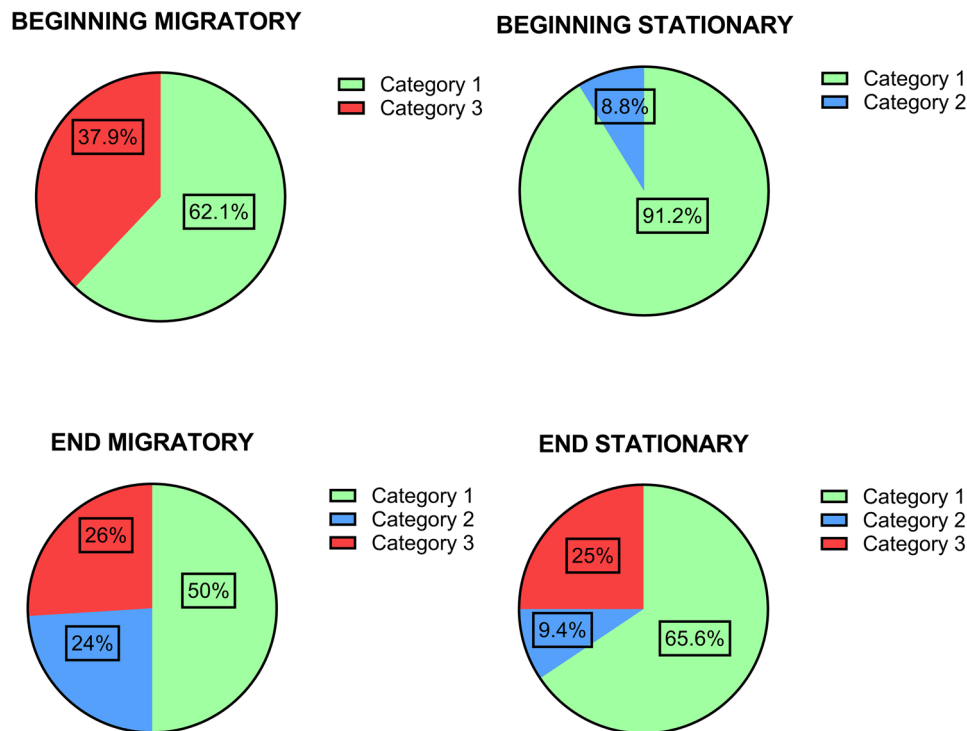 BEGINNING MIGRATORY
Category 1
Category 3
37.9%
62.1%
BEGINNING STATIONARY
Category 1
Category 2
8.8%
91.2%
END MIGRATORY
Category 1
Category 2
Category 3
26%
50%
24%
END STATIONARY
Category 1
Category 2
Category 3
25%
9.4%
65.6%